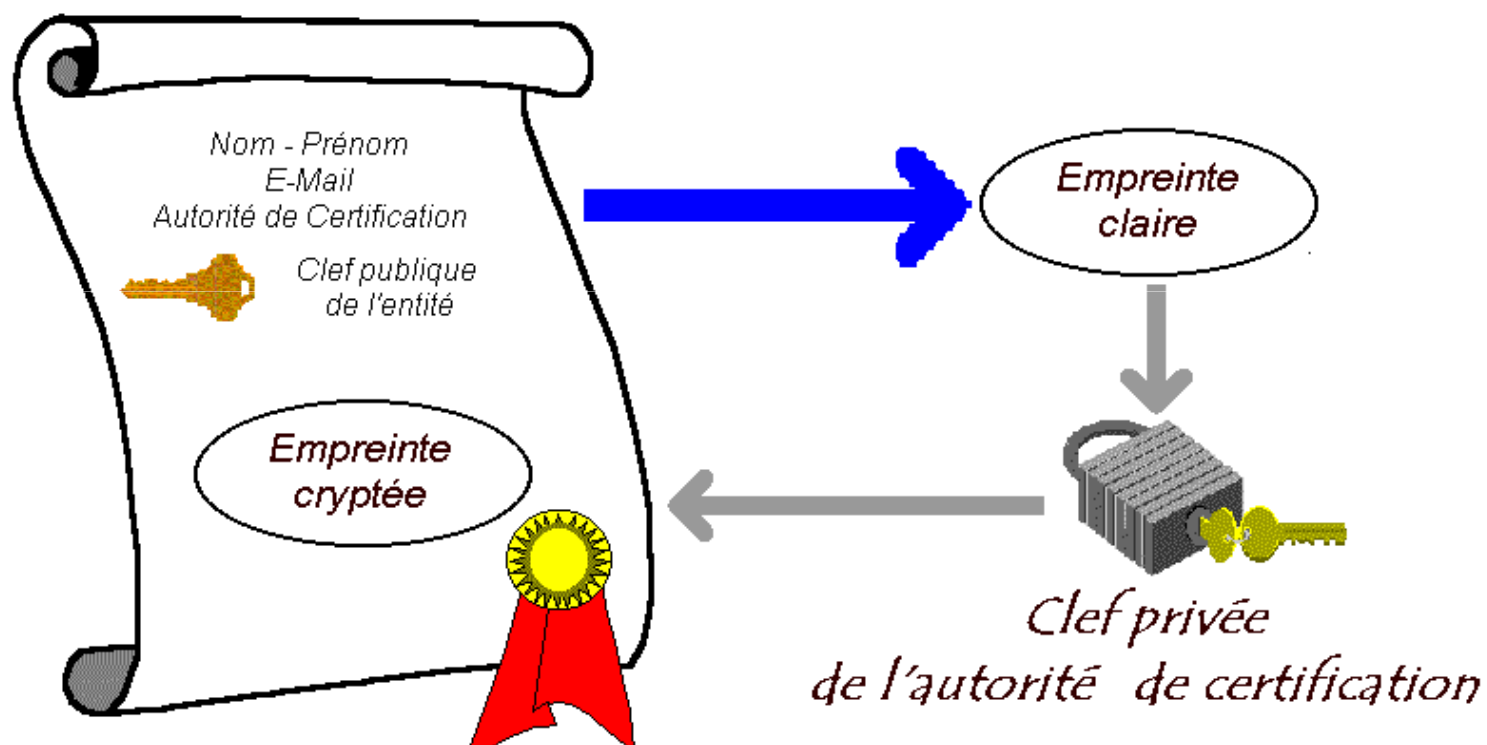 Nom - Prénom
E-Mail
Autorité de Certification
Clef publique
de l'entité
Empreinte
cryptée
Empreinte
claire
Clef privée
de l'autorité de certification